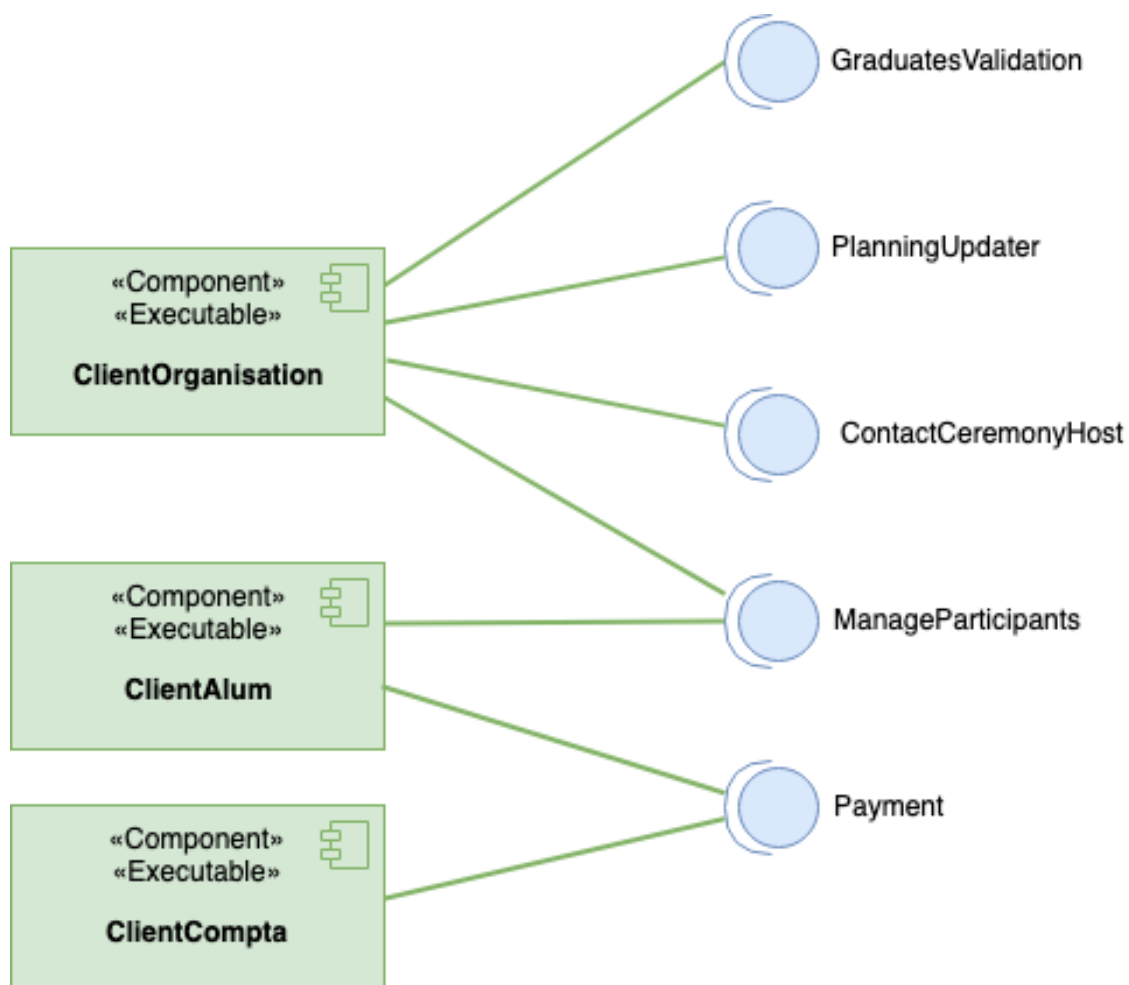 GraduatesValidation
PlanningUpdater
«Component»
«Executable»
ClientOrganisation
ContactCeremonyHost
«Component»
«Executable»
ClientAlum
ManageParticipants
Payment
«Component»
«Executable»
ClientCompta